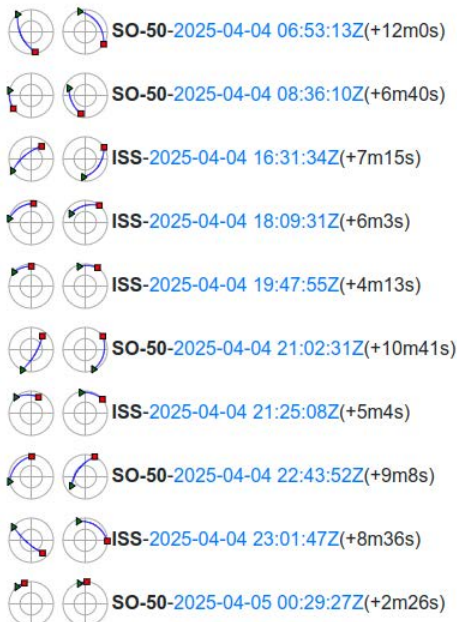 SO-50-2025-04-04 06:53:13Z(+12m0s)
SO-50-2025-04-04 08:36:10Z(+6m40s)
ISS-2025-04-04 16:31:34Z(+7m15s)
ISS-2025-04-04 18:09:31Z(+6m3s)
ISS-2025-04-04 19:47:55Z(+4m13s)
SO-50-2025-04-04 21:02:31Z(+10m41s)
ISS-2025-04-04 21:25:08Z(+5m4s)
SO-50-2025-04-04 22:43:52Z(+9m8s)
ISS-2025-04-04 23:01:47Z(+8m36s)
SO-50-2025-04-05 00:29:27Z(+2m26s)